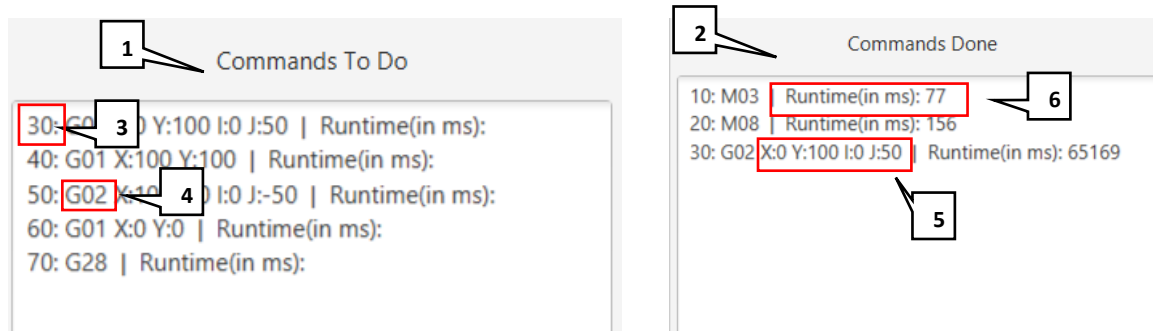 1
Commands To Do
30: Y:100 I:0 J:50 | Runtime(in ms):
3
40: G01 X:100 Y:100 | Runtime(in ms):
50: G02 I:0 J:-50 | Runtime(in ms):
4
60: G01 X:0 Y:0 | Runtime(in ms):
70: G28 | Runtime(in ms):
2
Commands Done
10: M03 | Runtime(in ms): 77
6
20: M08 | Runtime(in ms): 156
30: G02 X:0 Y:100 I:0 J:50 | Runtime(in ms): 65169
5